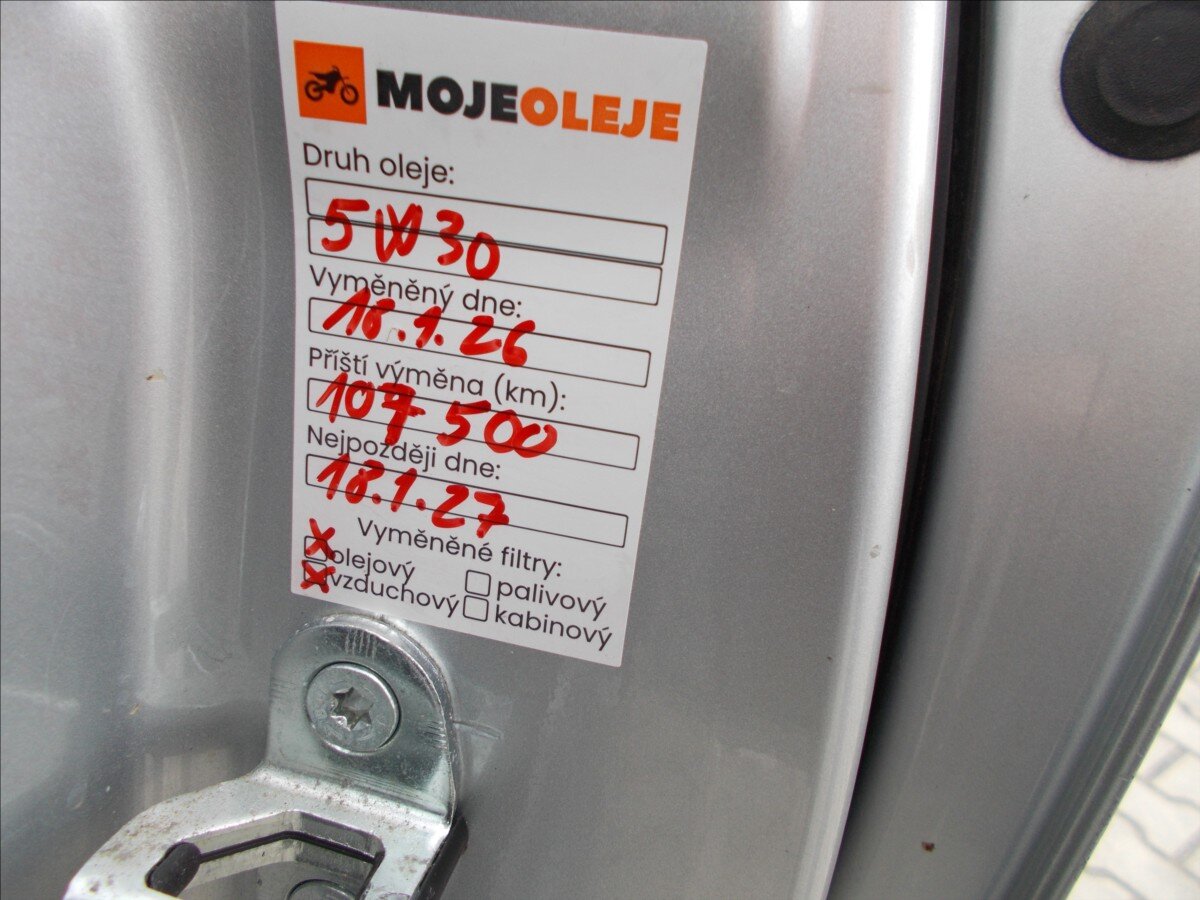 MOJEOLEJE
Druh oleje:
5W30
Vyměněný dne:
18.1.26
Příští výměna (km):
107 500
Nejpozději dne:
18.1.27
Vyměněné filtry:
X olejový
palivový
X vzduchový
kabinový